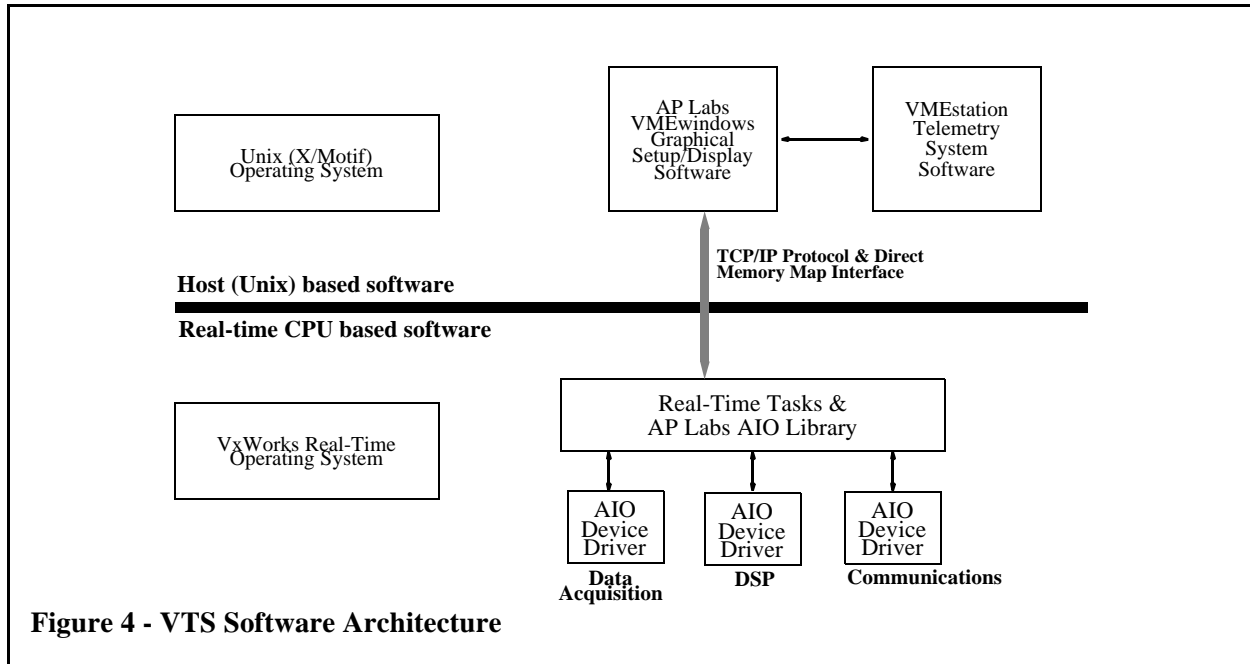 Unix (X/Motif)
Operating System
AP Labs
VMEwindows
Graphical
Setup/Display
Software
VMEstation
Telemetry
System
Software
TCP/IP Protocol & Direct
Memory Map Interface
Host (Unix) based software
Real-time CPU based software
VxWorks Real-Time
Operating System
Real-Time Tasks &
AP Labs AIO Library
AIO
Device
Driver
AIO
Device
Driver
AIO
Device
Driver
Data
Acquisition
DSP
Communications
Figure 4 - VTS Software Architecture